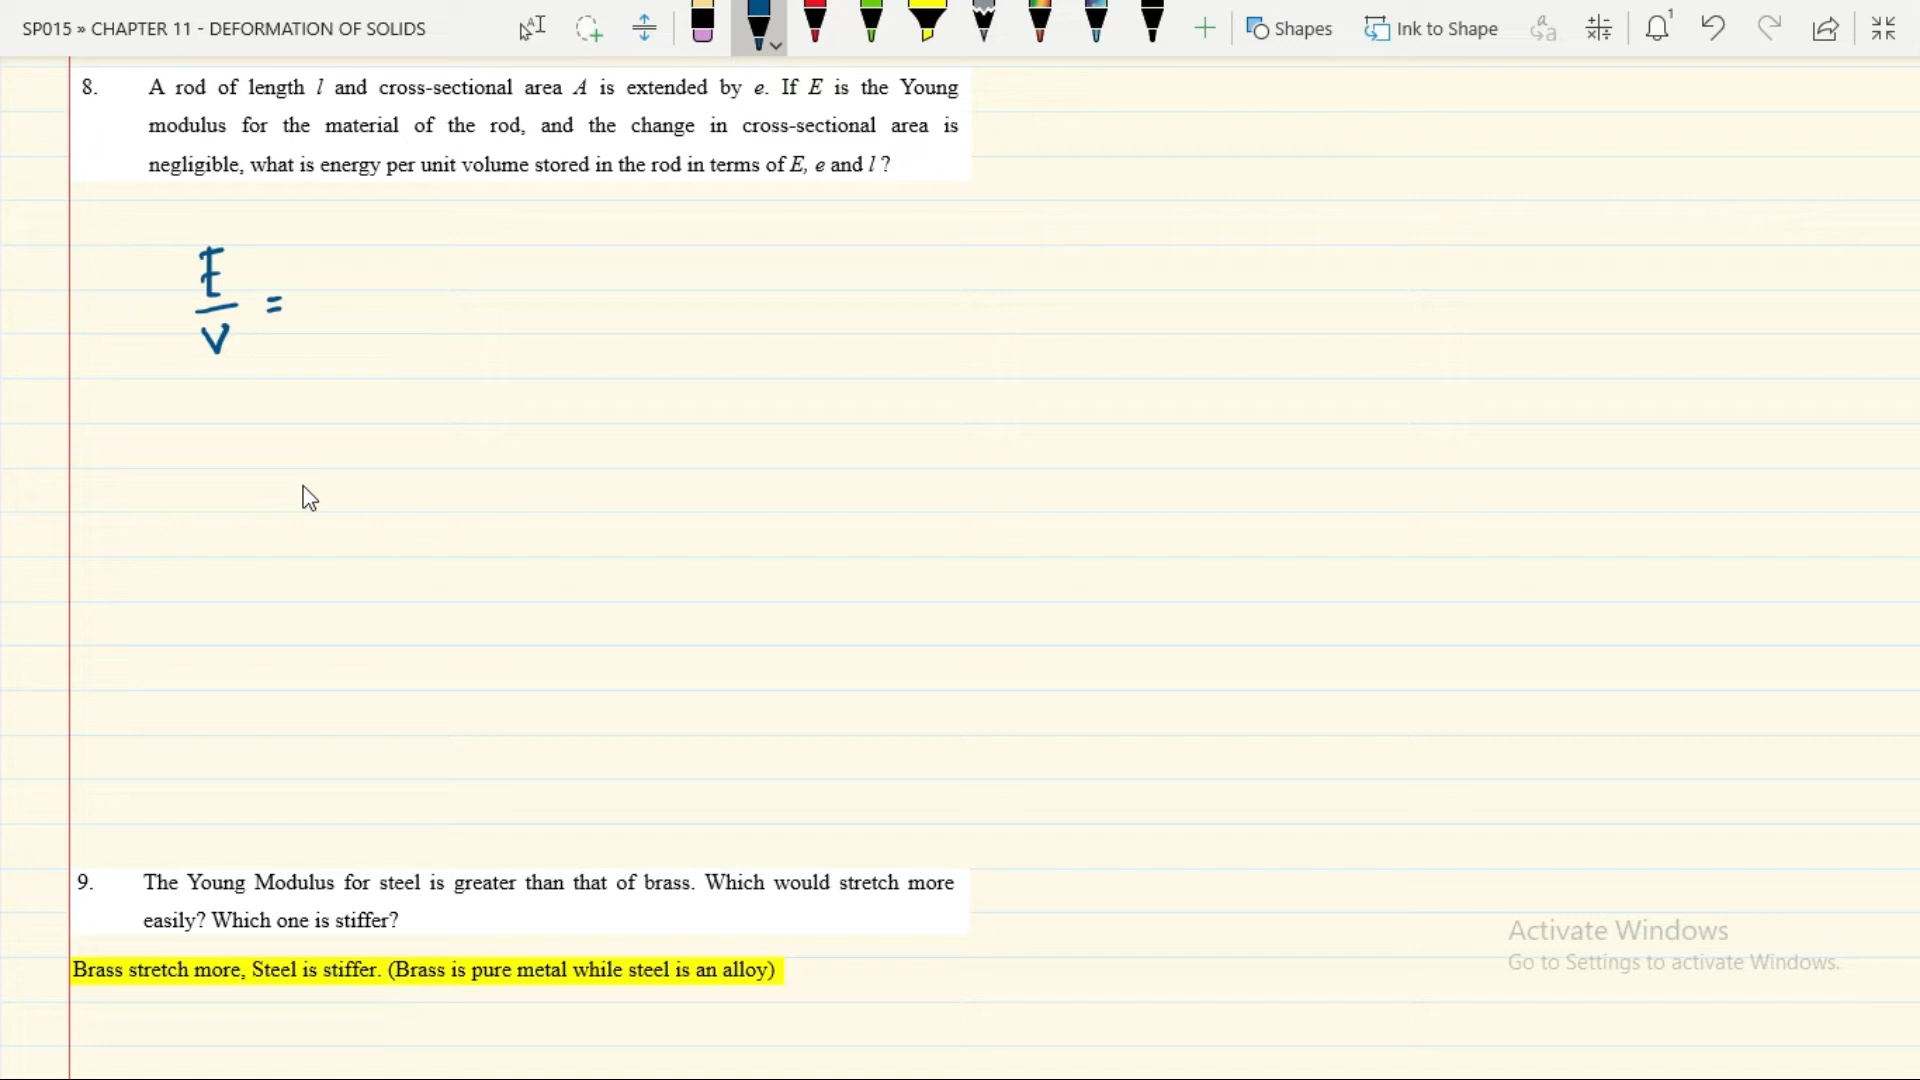 SP015 » CHAPTER 11 - DEFORMATION OF SOLIDS
Shapes
Ink to Shape
1
8. A rod of length l and cross-sectional area A is extended by e. If E is the Young
modulus for the material of the rod, and the change in cross-sectional area is
negligible, what is energy per unit volume stored in the rod in terms of E, e and l ?
E
V =
9. The Young Modulus for steel is greater than that of brass. Which would stretch more
easily? Which one is stiffer?
Brass stretch more, Steel is stiffer. (Brass is pure metal while steel is an alloy)
Activate Windows
Go to Settings to activate Windows.